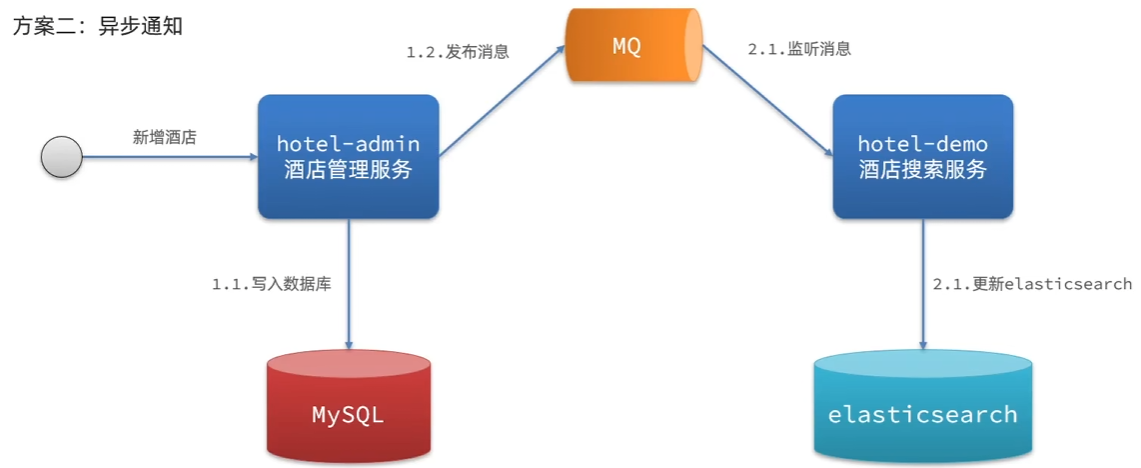 方案二：异步通知
1.2.发布消息
MQ
2.1.监听消息
新增酒店
hotel-admin
酒店管理服务
hotel-demo
酒店搜索服务
1.1.写入数据库
2.1.更新elasticsearch
MySQL
elasticsearch